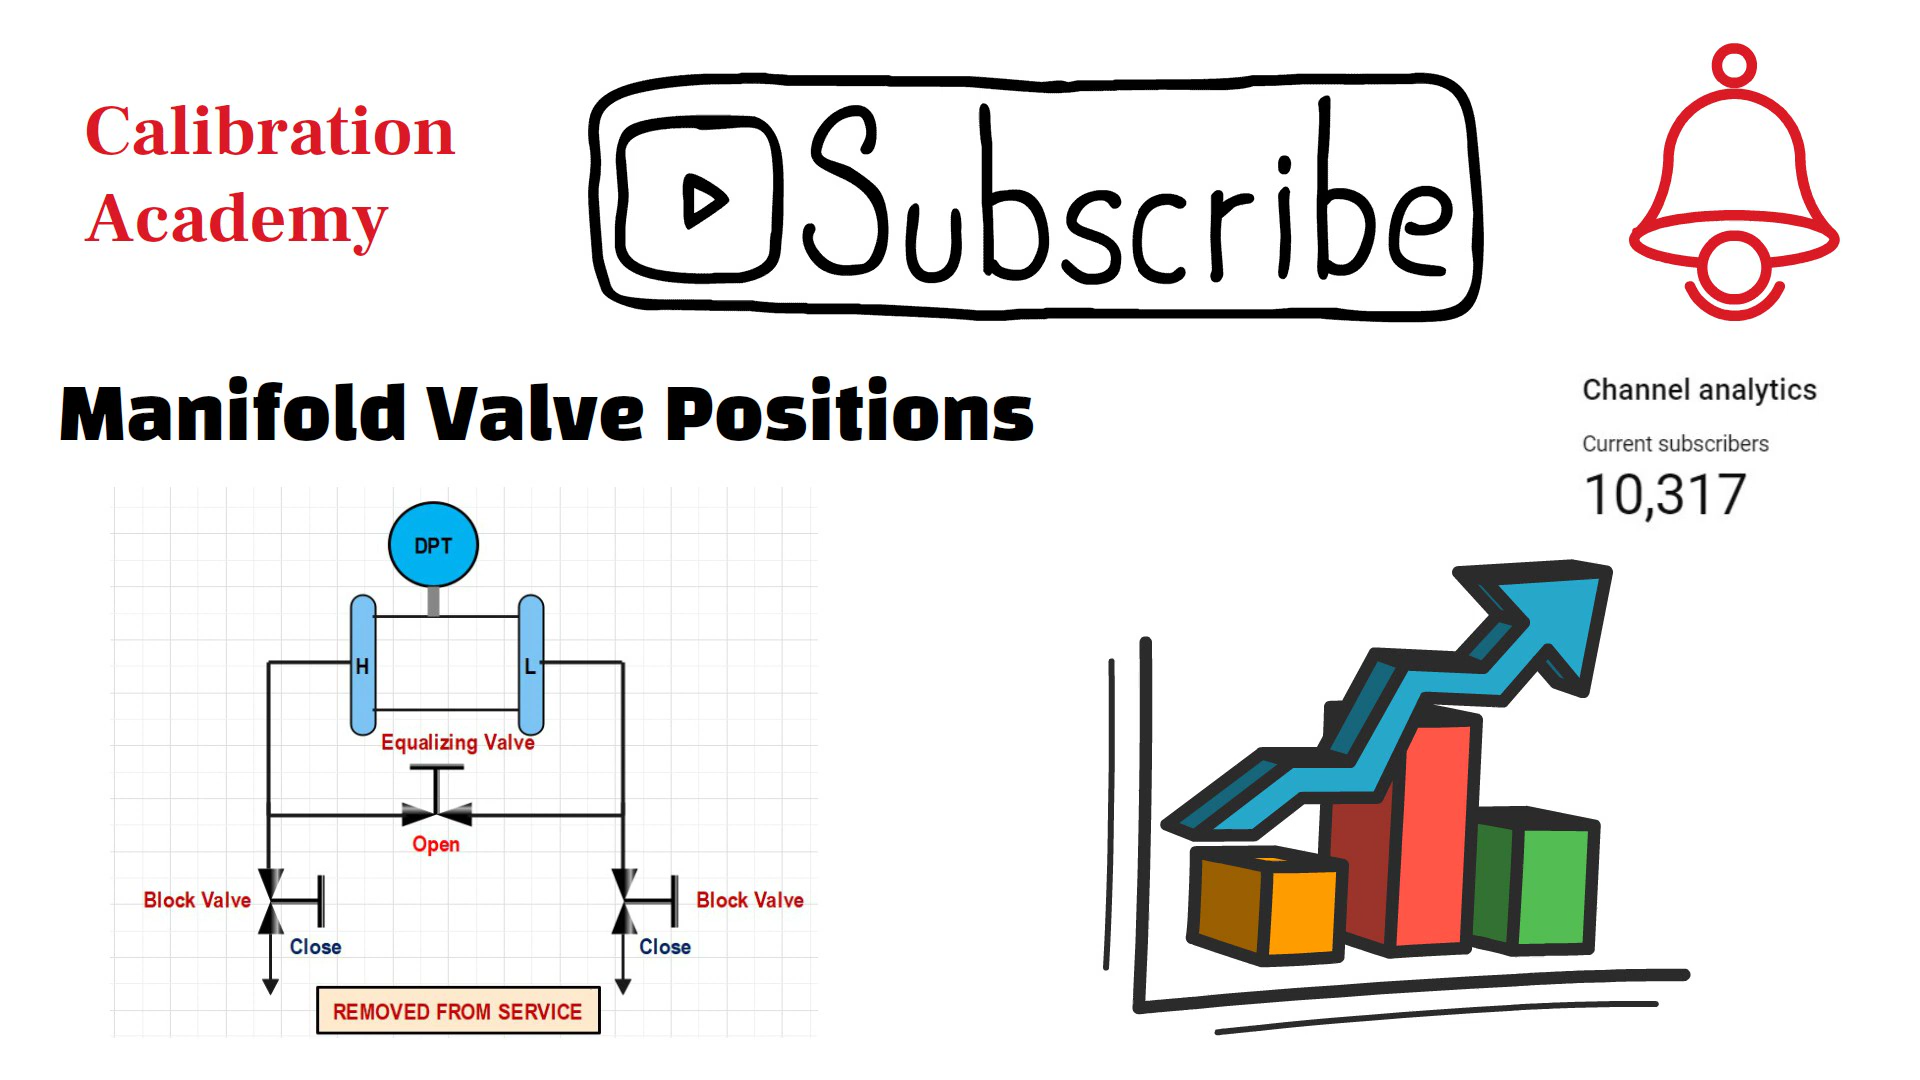 Calibration
Academy
Subscribe
Manifold Valve Positions
Channel analytics
Current subscribers
10,317
DPT
H
L
Equalizing Valve
Open
Block Valve
Block Valve
Close
Close
REMOVED FROM SERVICE